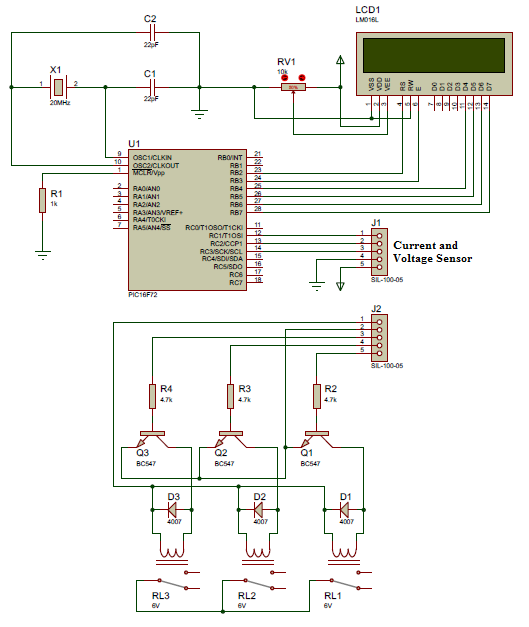 C2
22pF
LCD1
LM016L
X1
1 2
20MHz
C1
22pF
RV1
10k
VSS VDD VEE RS RW E D0 D1 D2 D3 D4 D5 D6 D7
1 2 3 4 5 6 7 8 9 10 11 12 13 14
U1
9 OSC1/CLKIN RB0/INT 21
10 OSC2/CLKOUT RB1 22
1 MCLR/Vpp RB2 23
RB3 24
2 RA0/AN0 RB4 25
3 RA1/AN1 RB5 26
4 RA2/AN2 RB6 27
5 RA3/AN3/VREF+ RB7 28
6 RA4/T0CKI
7 RA5/AN4/SS RC0/T1OSO/T1CKI 11
RC1/T1OSI 12
RC2/CCP1 13
RC3/SCK/SCL 14
RC4/SDI/SDA 15
RC5/SDO 16
RC6 17
RC7 18
PIC16F72
R1
1k
J1
1
2
3
4
5
SIL-100-05
Current and
Voltage Sensor
J2
1
2
3
4
5
SIL-100-05
R4
4.7k
R3
4.7k
R2
4.7k
Q3
BC547
Q2
BC547
Q1
BC547
D3
4007
D2
4007
D1
4007
RL3
6V
RL2
6V
RL1
6V